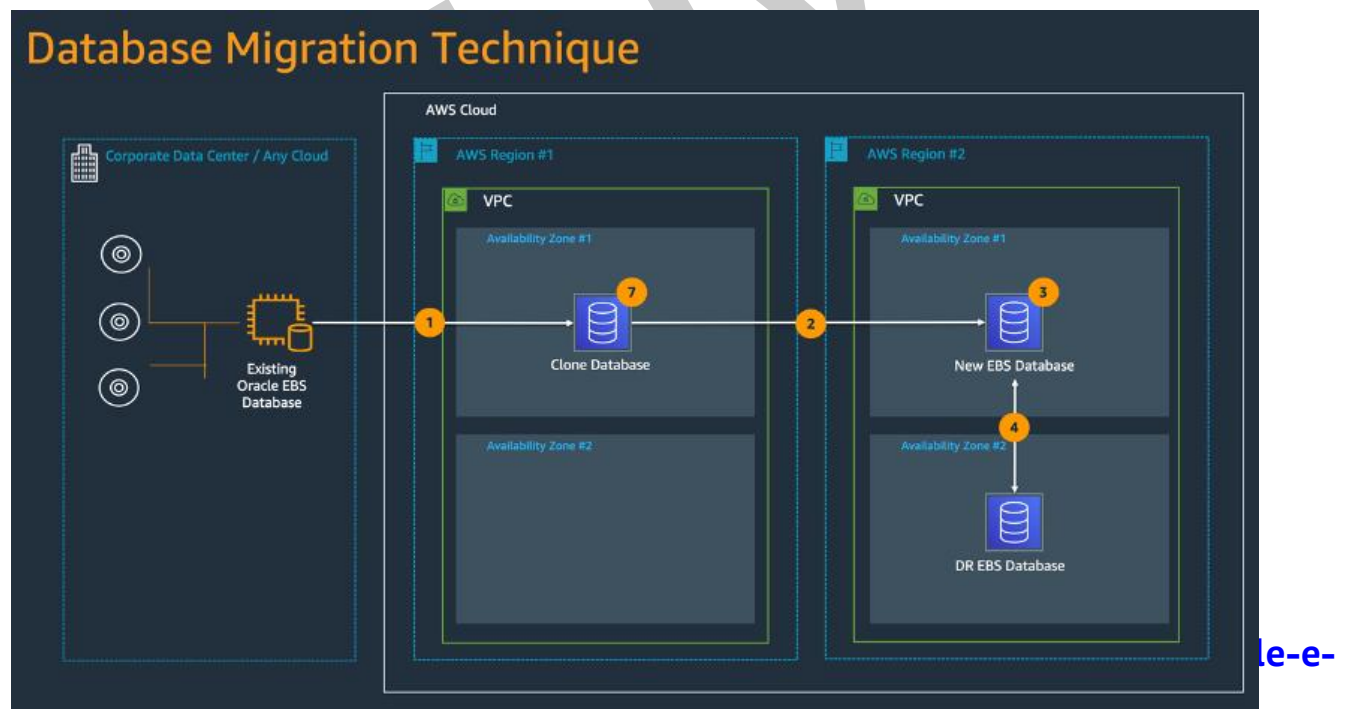 Database Migration Technique
AWS Cloud
Corporate Data Center / Any Cloud
AWS Region #1
AWS Region #2
VPC
VPC
Availability Zone #1
Availability Zone #1
7
3
1
2
Clone Database
New EBS Database
Existing
Oracle EBS
Database
4
Availability Zone #2
Availability Zone #2
DR EBS Database
le-e-